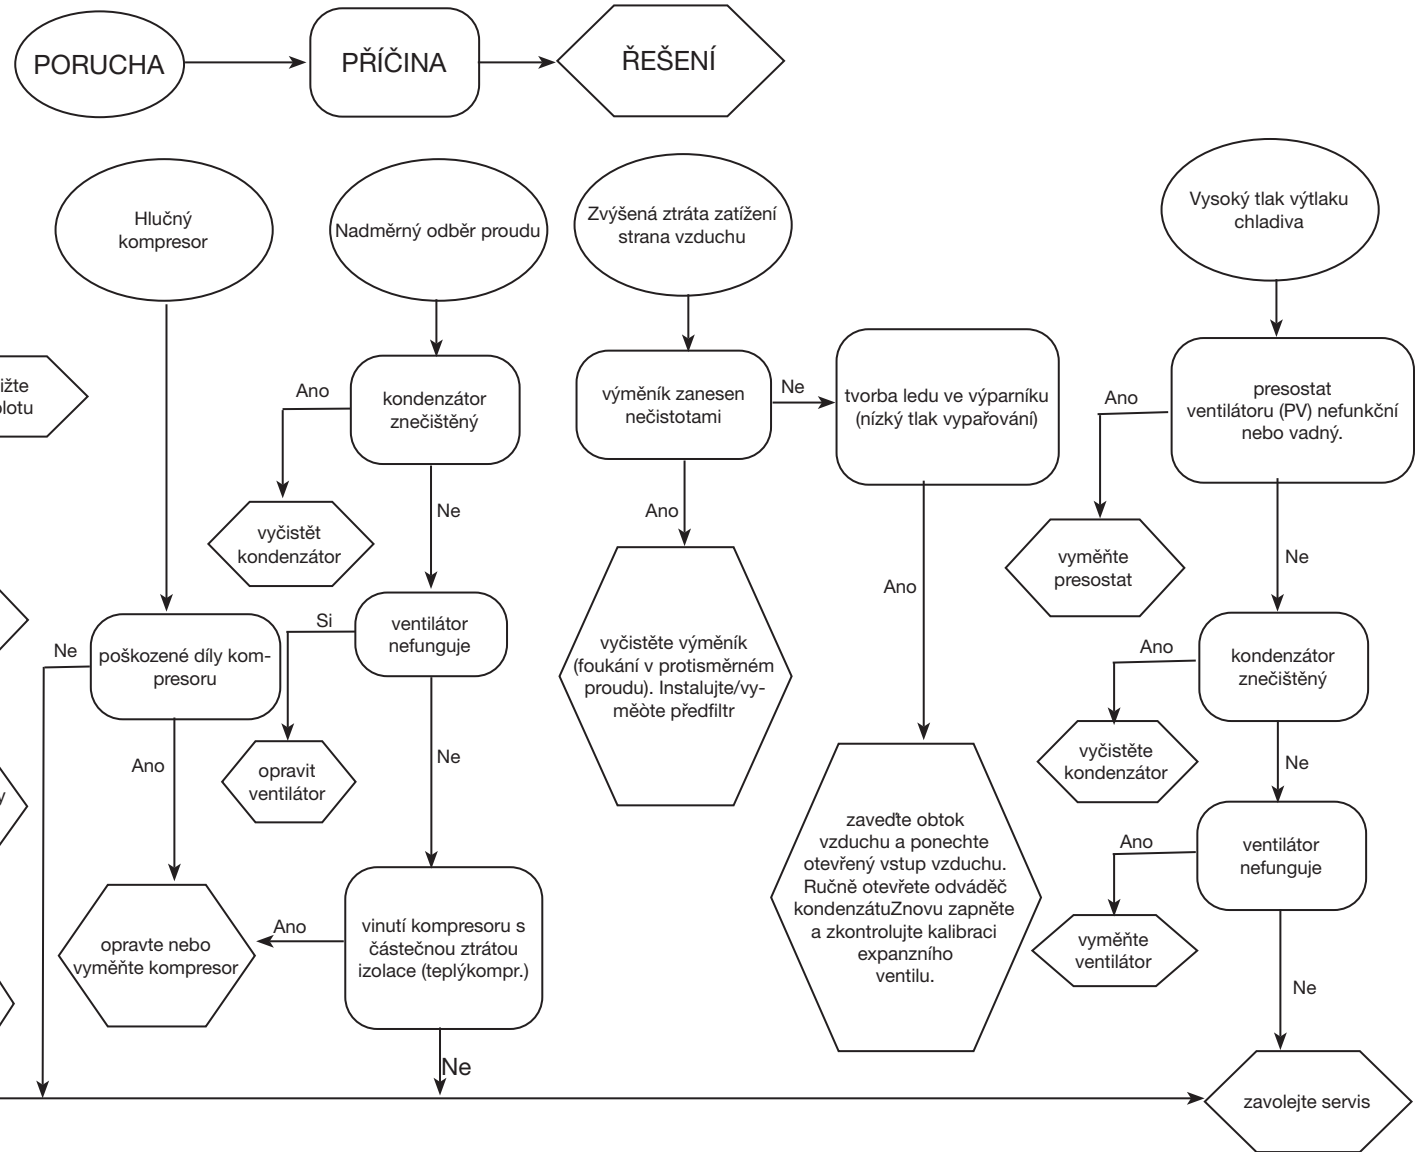 PORUCHA
PŘÍČINA
ŘEŠENÍ
Hlučný
kompresor
Nadměrný odběr proudu
Zvýšená ztráta zatížení
strana vzduchu
Vysoký tlak výtlaku
chladiva
ižte
plotu
Ano
kondenzátor
znečištěný
výměník zanesen
nečistotami
Ne
tvorba ledu ve výparníku
(nízký tlak vypařování)
Ano
presostat
ventilátoru (PV) nefunkční
nebo vadný.
vyčistět
kondenzátor
Ne
Ano
Ano
vyměňte
presostat
Ne
Ne
poškozené díly kom-
presoru
Si
ventilátor
nefunguje
vyčistěte výměník
(foukání v protisměrném
proudu). Instalujte/vy-
měòte předfiltr
Ano
kondenzátor
znečištěný
Ano
opravit
ventilátor
Ne
vyčistěte
kondenzátor
Ne
y
zaveďte obtok
vzduchu a ponechte
otevřený vstup vzduchu.
Ručně otevřete odváděč
kondenzátuZnovu zapněte
a zkontrolujte kalibraci
expanzního
ventilu.
Ano
ventilátor
nefunguje
opravte nebo
vyměňte kompresor
Ano
vinutí kompresoru s
částečnou ztrátou
izolace (teplýkompr.)
vyměňte
ventilátor
Ne
Ne
zavolejte servis